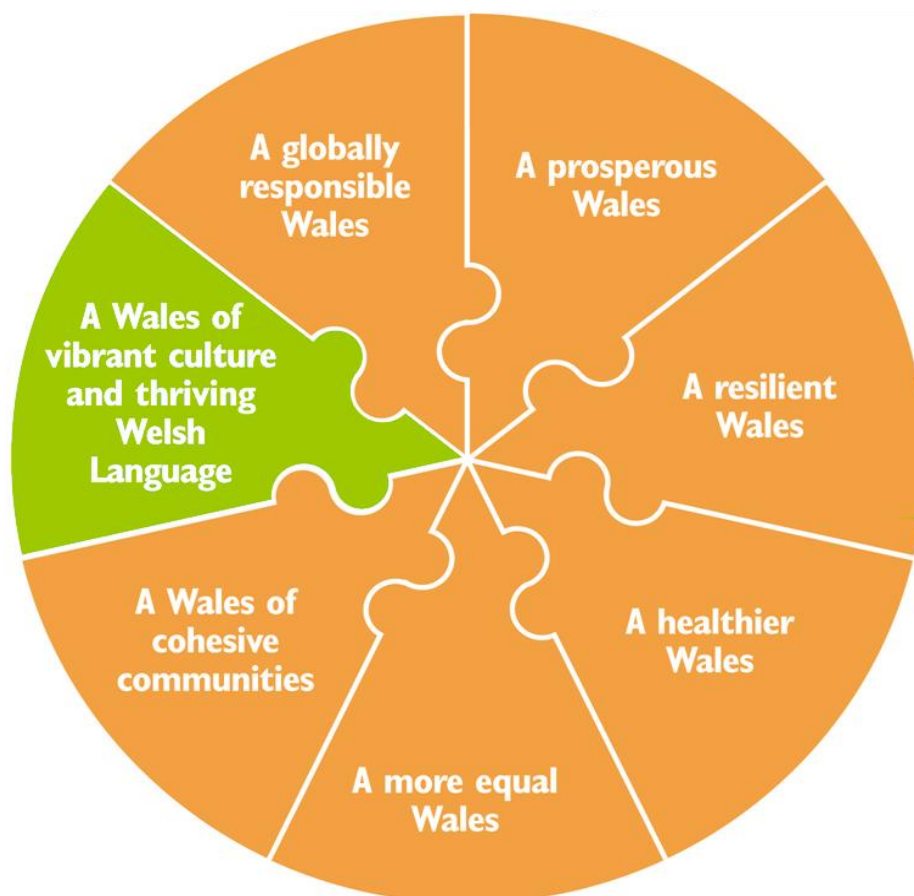 A globally
responsible
Wales
A prosperous
Wales
A resilient
Wales
A healthier
Wales
A more equal
Wales
A Wales of
cohesive
communities
A Wales of
vibrant culture
and thriving
Welsh
Language